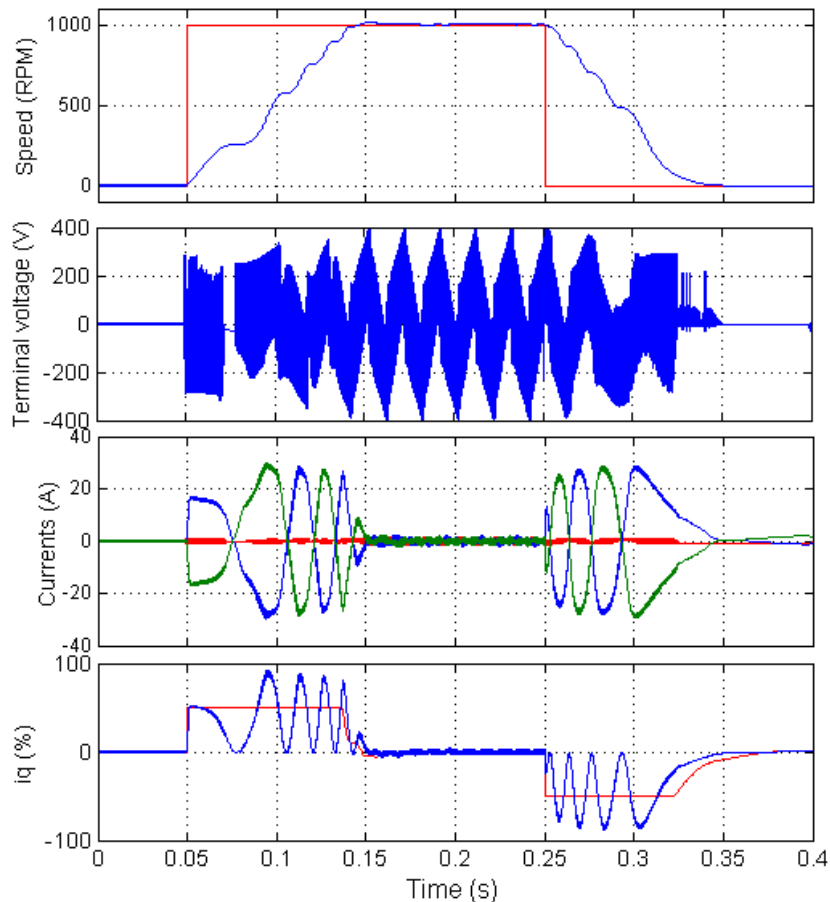 1000
500
0
Speed (RPM)
400
200
0
-200
-400
Terminal voltage (V)
40
20
0
-20
-40
Currents (A)
100
0
-100
iq (%)
0 0.05 0.1 0.15 0.2 0.25 0.3 0.35 0.4
Time (s)